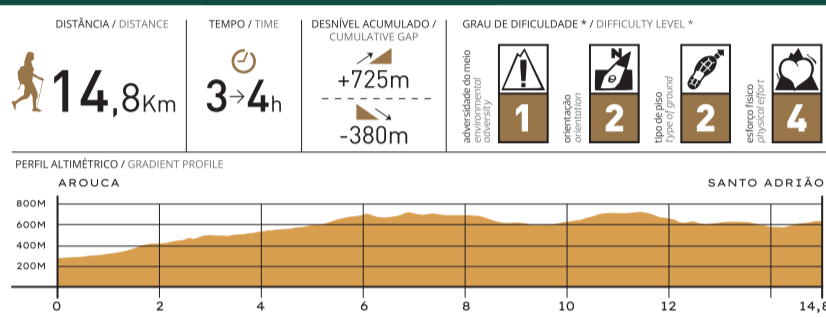 DISTÂNCIA / DISTANCE
14,8Km
TEMPO / TIME
3→4h
DESNÍVEL ACUMULADO /
CUMULATIVE GAP
+725m
-380m
GRAU DE DIFICULDADE * / DIFFICULTY LEVEL *
adversidade do meio
environmental
adversity
1
orientação
orientation
N
2
tipo de piso
type of ground
2
esforço físico
physical effort
4
PERFIL ALTIMÉTRICO / GRADIENT PROFILE
AROUCA
SANTO ADRIÃO
800M
600M
400M
200M
0 2 4 6 8 10 12 14,8